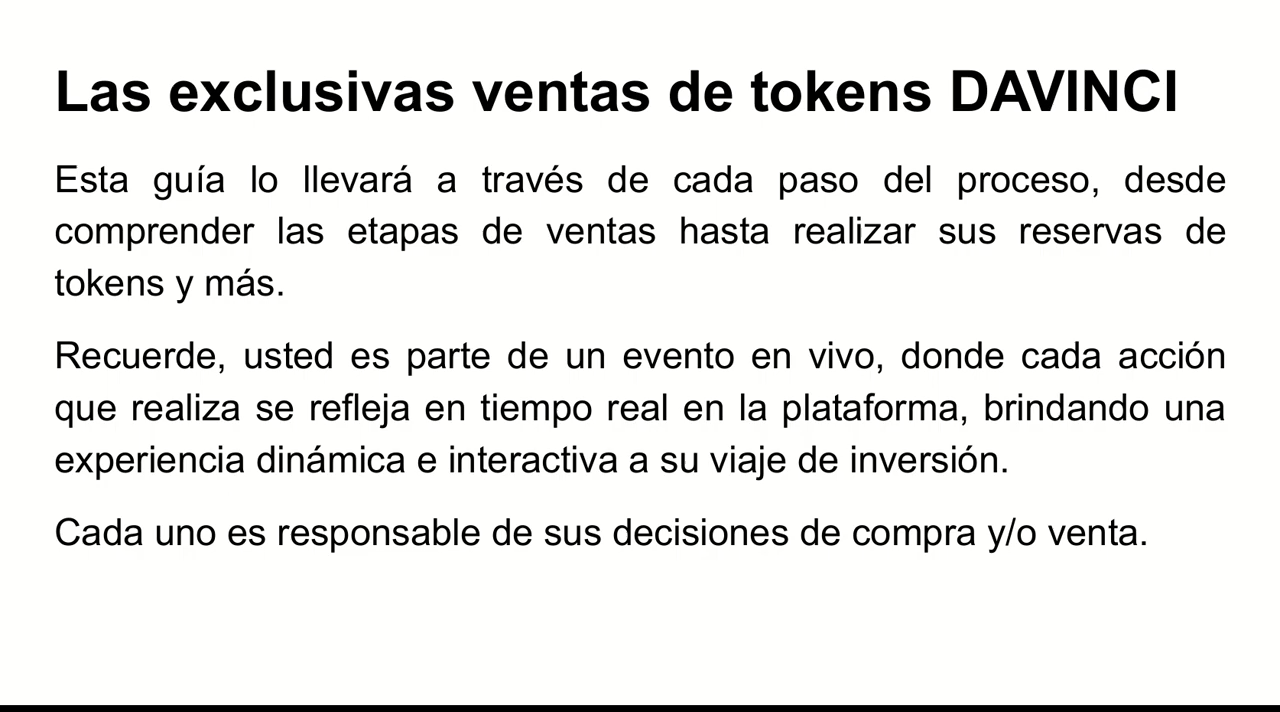 Las exclusivas ventas de tokens DAVINCI
Esta guía lo llevará a través de cada paso del proceso, desde
comprender las etapas de ventas hasta realizar sus reservas de
tokens y más.
Recuerde, usted es parte de un evento en vivo, donde cada acción
que realiza se refleja en tiempo real en la plataforma, brindando una
experiencia dinámica e interactiva a su viaje de inversión.
Cada uno es responsable de sus decisiones de compra y/o venta.